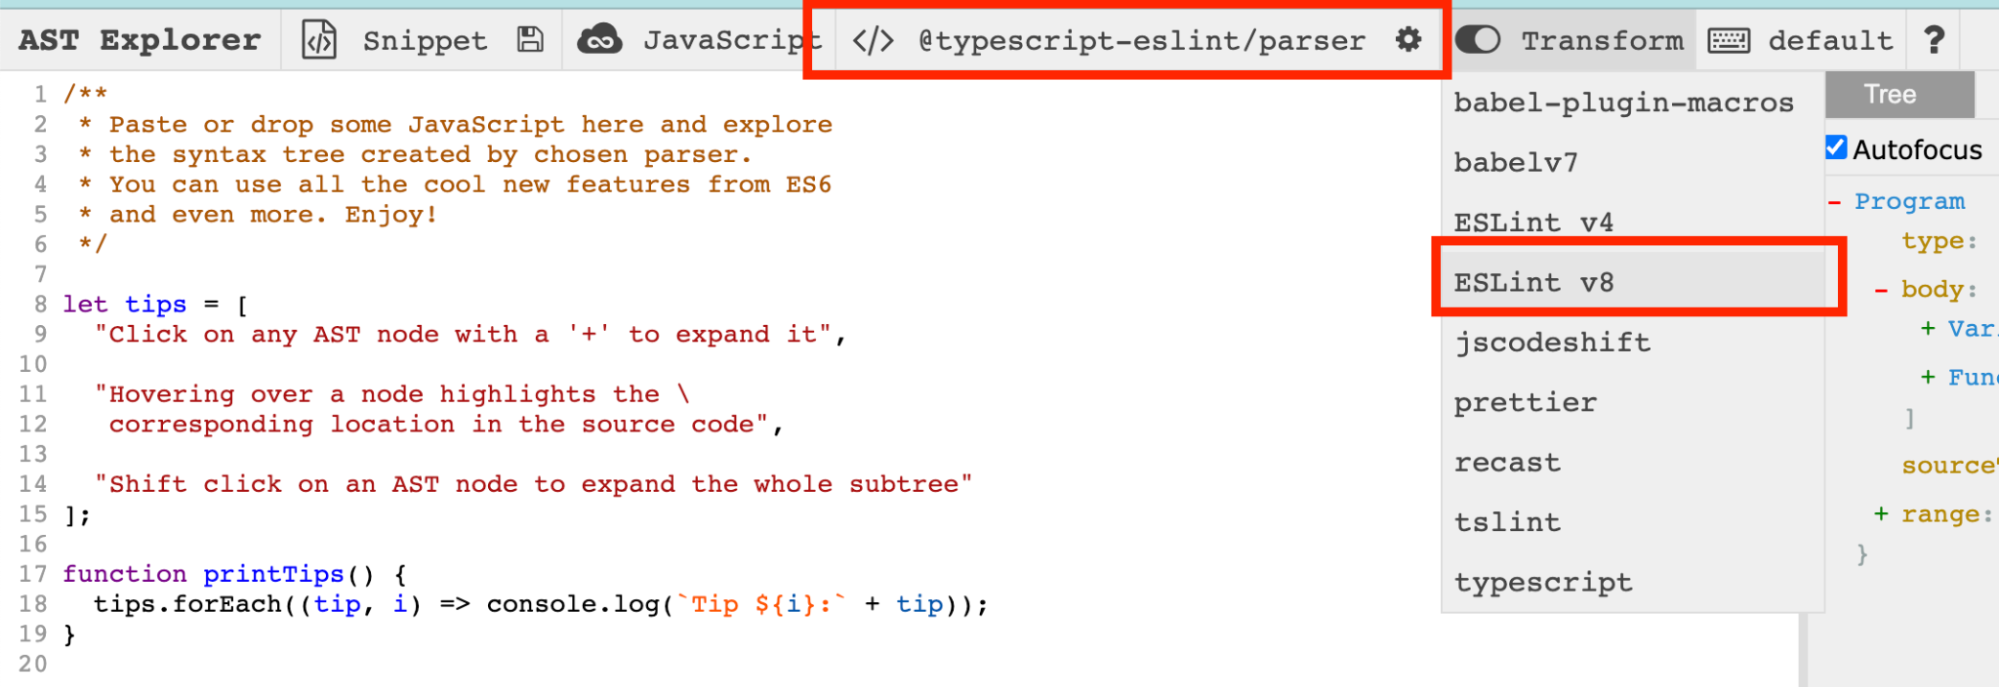 AST Explorer Snippet JavaScript </> @typescript-eslint/parser Transform default ?
1 /**
2 * Paste or drop some JavaScript here and explore
3 * the syntax tree created by chosen parser.
4 * You can use all the cool new features from ES6
5 * and even more. Enjoy!
6 */
7
8 let tips = [
9 "Click on any AST node with a '+' to expand it",
10
11 "Hovering over a node highlights the \
12 corresponding location in the source code",
13
14 "Shift click on an AST node to expand the whole subtree"
15 ];
16
17 function printTips() {
18 tips.forEach((tip, i) => console.log(`Tip ${i}:` + tip));
19 }
20
babel-plugin-macros
babelv7
ESLint v4
ESLint v8
jscodeshift
prettier
recast
tslint
typescript
Tree
Autofocus
- Program
type:
- body:
+ Var
+ Func
]
source
+ range:
}